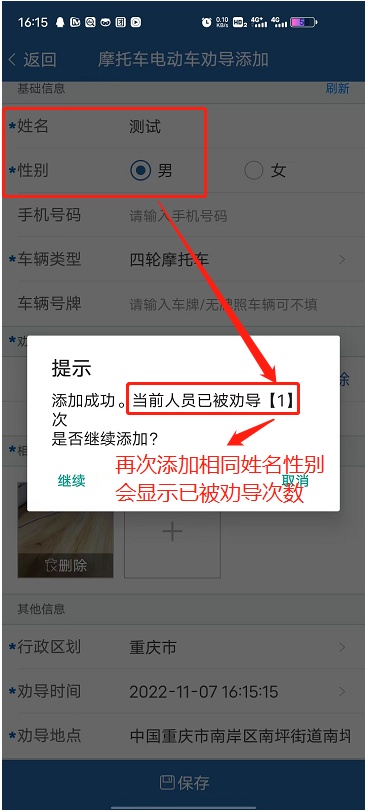 16:15
0.10
KB/s
HD 2
4G+
4G
返回
摩托车电动车劝导添加
基础信息
刷新
*姓名
测试
*性别
男
女
手机号码
请输入手机号码
*车辆类型
四轮摩托车
车辆号牌
请输入车牌/无牌照车辆可不填
*劝
提示
添加成功。当前人员已被劝导【1】
次
是否继续添加?
继续
取消
再次添加相同姓名性别
会显示已被劝导次数
除
*相
删除
其他信息
*行政区划
重庆市
*劝导时间
2022-11-07 16:15:15
*劝导地点
中国重庆市南岸区南坪街道南坪
保存